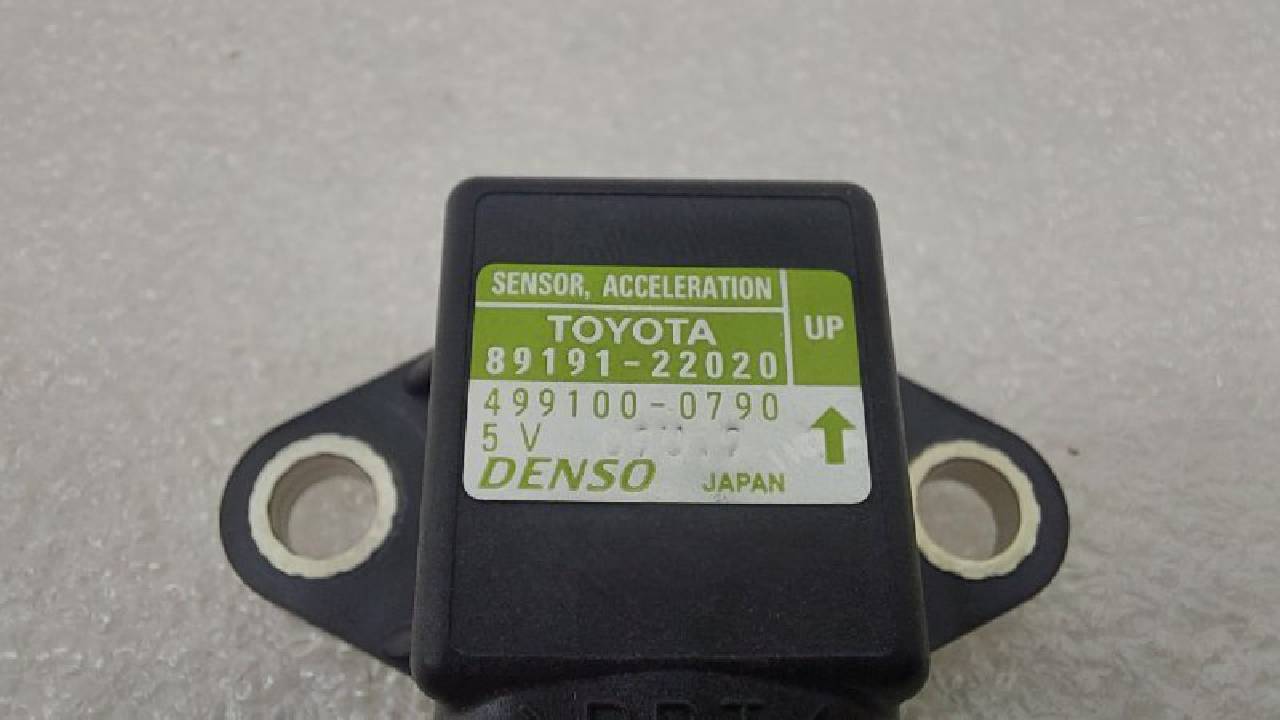 SENSOR, ACCELERATION
TOYOTA
UP
89191-22020
499100-0790
5 V
DENSO JAPAN